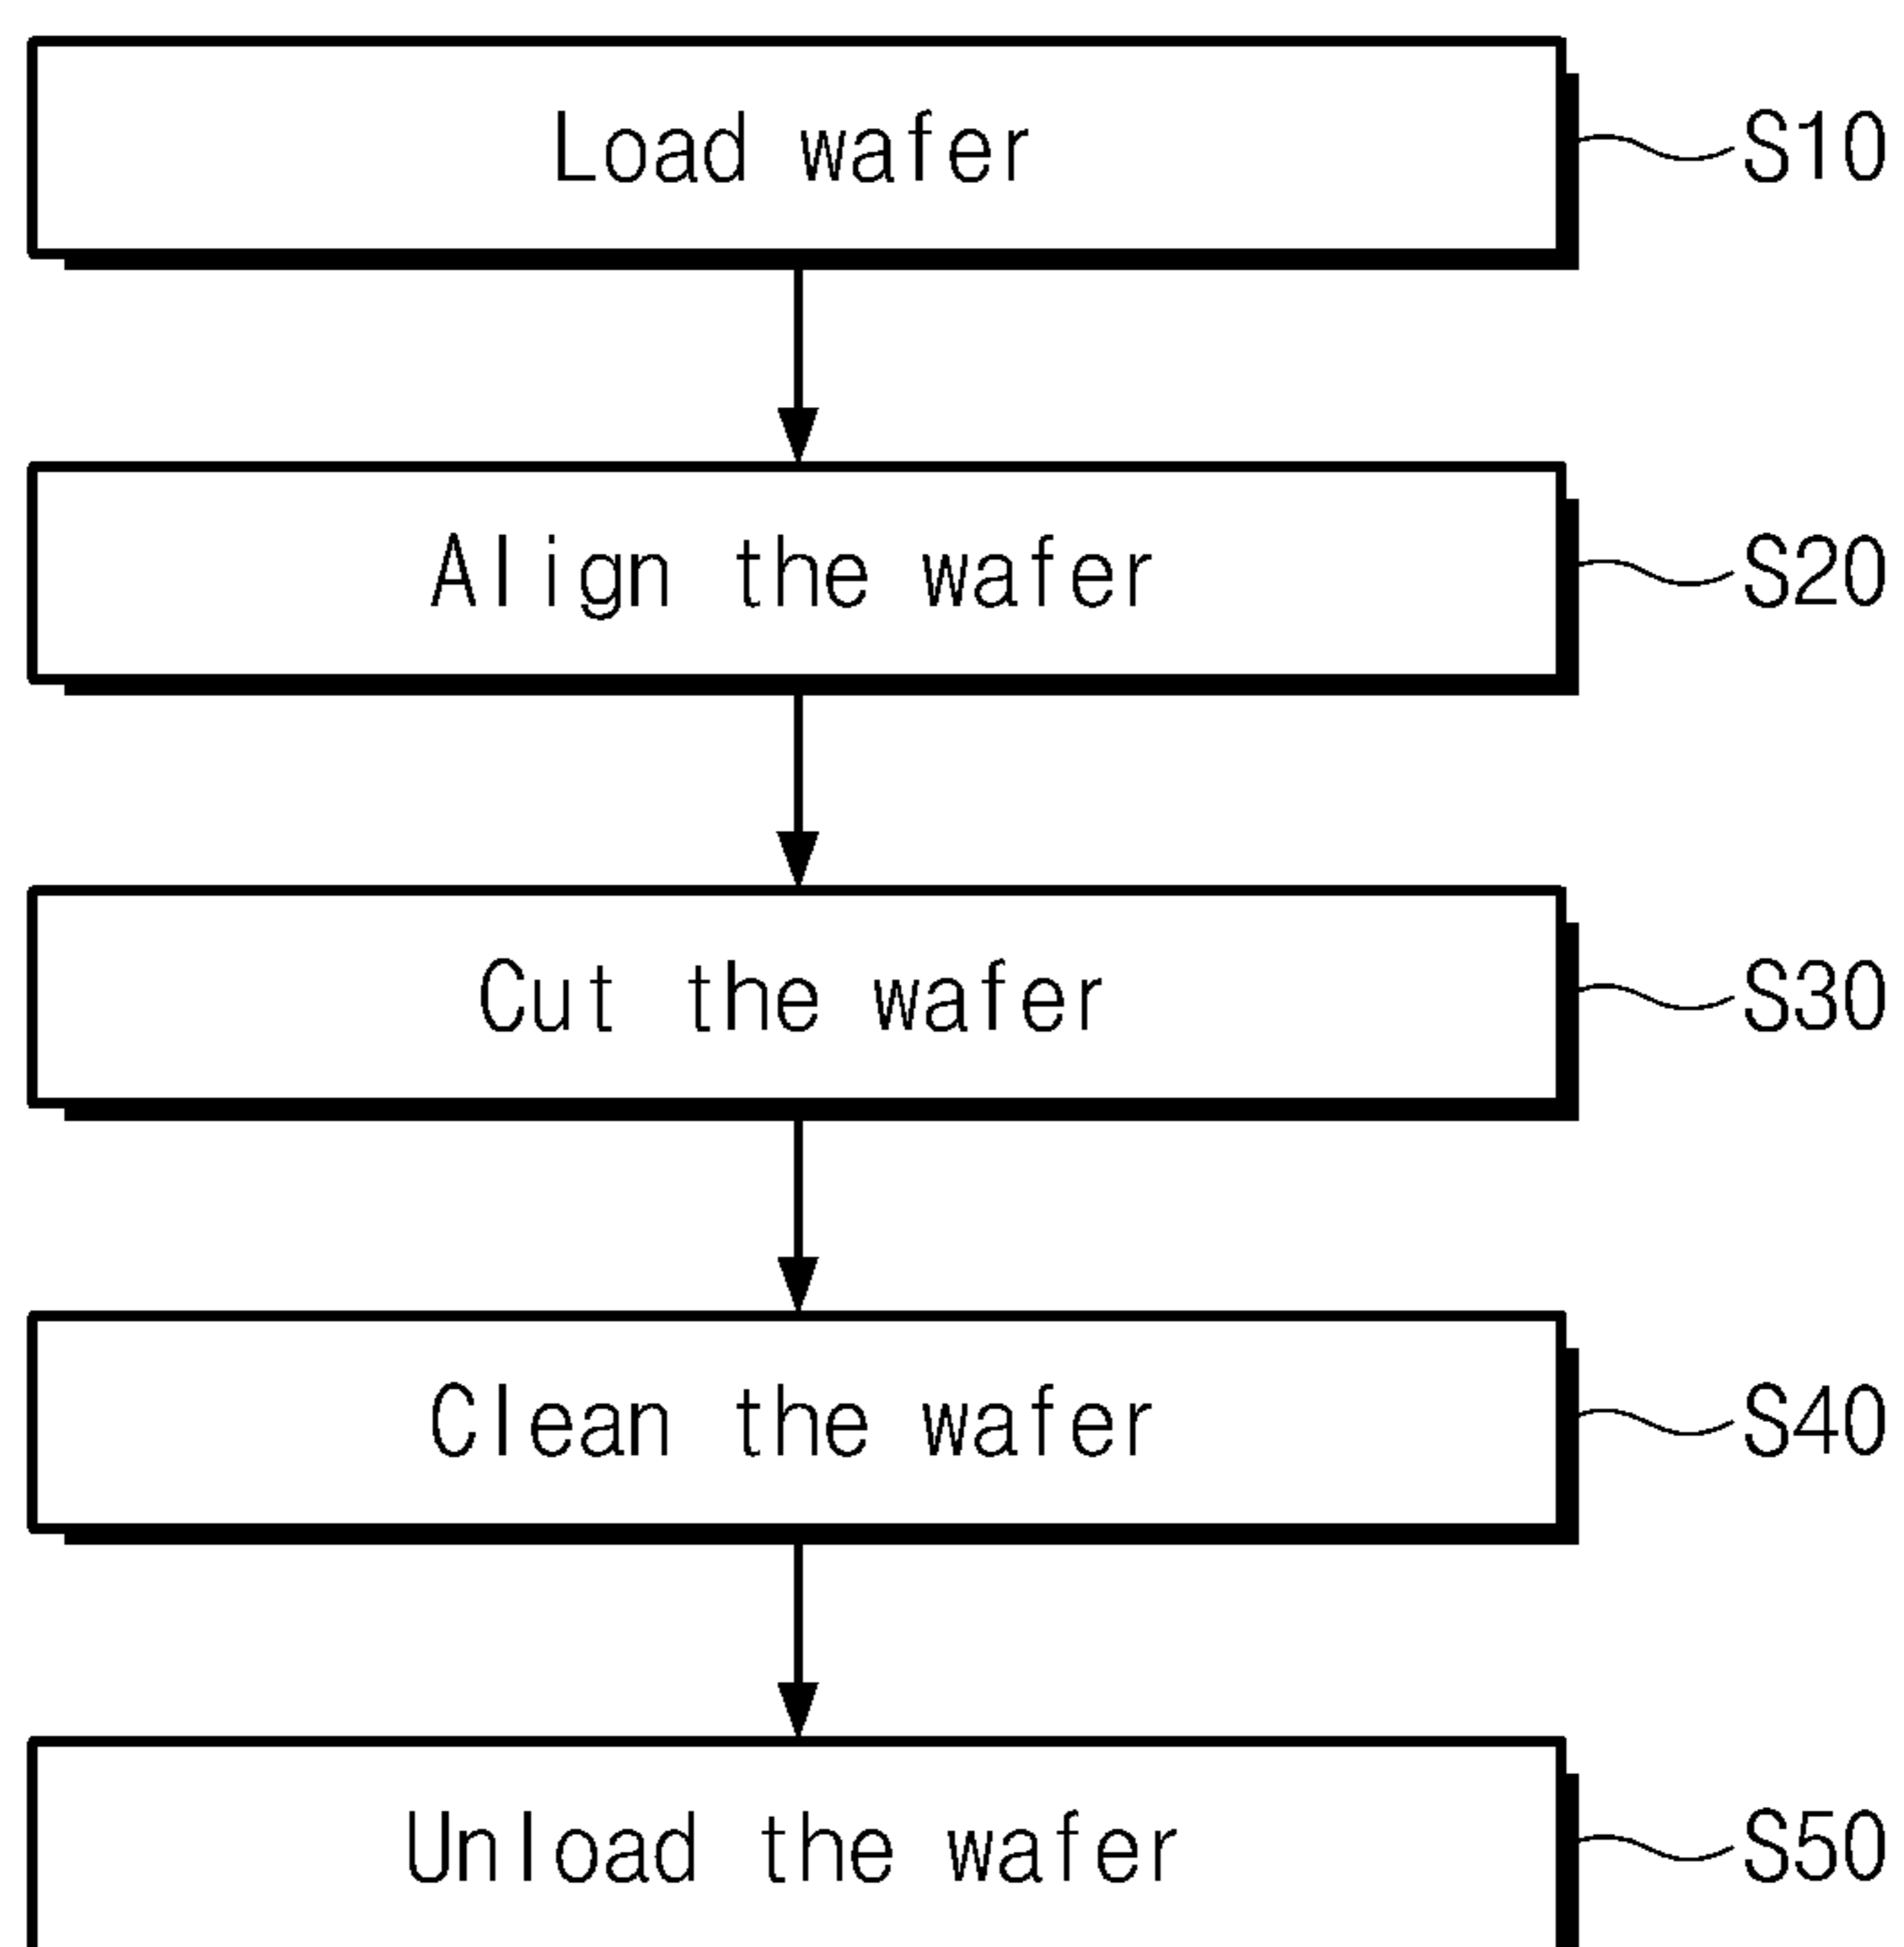 Load wafer S10
Align the wafer S20
Cut the wafer S30
Clean the wafer S40
Unload the wafer S50